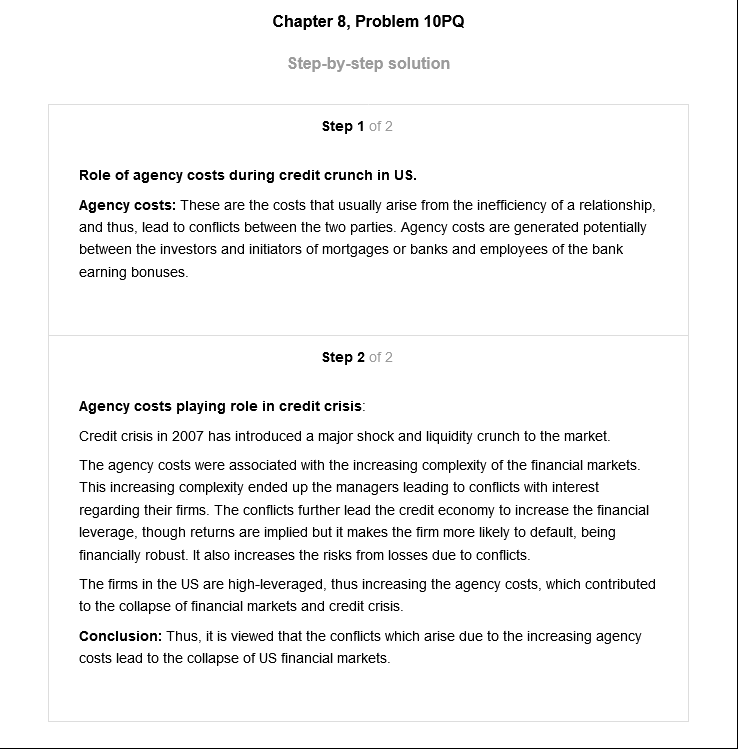 Chapter 8, Problem 10PQ
Step-by-step solution
Step 1 of 2
Role of agency costs during credit crunch in US.
Agency costs: These are the costs that usually arise from the inefficiency of a relationship,
and thus, lead to conflicts between the two parties. Agency costs are generated potentially
between the investors and initiators of mortgages or banks and employees of the bank
earning bonuses.
Step 2 of 2
Agency costs playing role in credit crisis:
Credit crisis in 2007 has introduced a major shock and liquidity crunch to the market.
The agency costs were associated with the increasing complexity of the financial markets.
This increasing complexity ended up the managers leading to conflicts with interest
regarding their firms. The conflicts further lead the credit economy to increase the financial
leverage, though returns are implied but it makes the firm more likely to default, being
financially robust. It also increases the risks from losses due to conflicts.
The firms in the US are high-leveraged, thus increasing the agency costs, which contributed
to the collapse of financial markets and credit crisis.
Conclusion: Thus, it is viewed that the conflicts which arise due to the increasing agency
costs lead to the collapse of US financial markets.